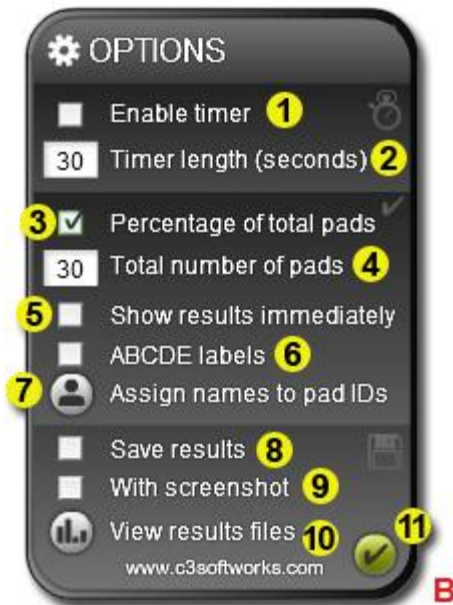 OPTIONS
Enable timer 1
30 Timer length (seconds) 2
3 Percentage of total pads
30 Total number of pads 4
5 Show results immediately
ABCDE labels 6
7 Assign names to pad IDs
Save results 8
With screenshot 9
View results files 10 11
www.c3softworks.com
B